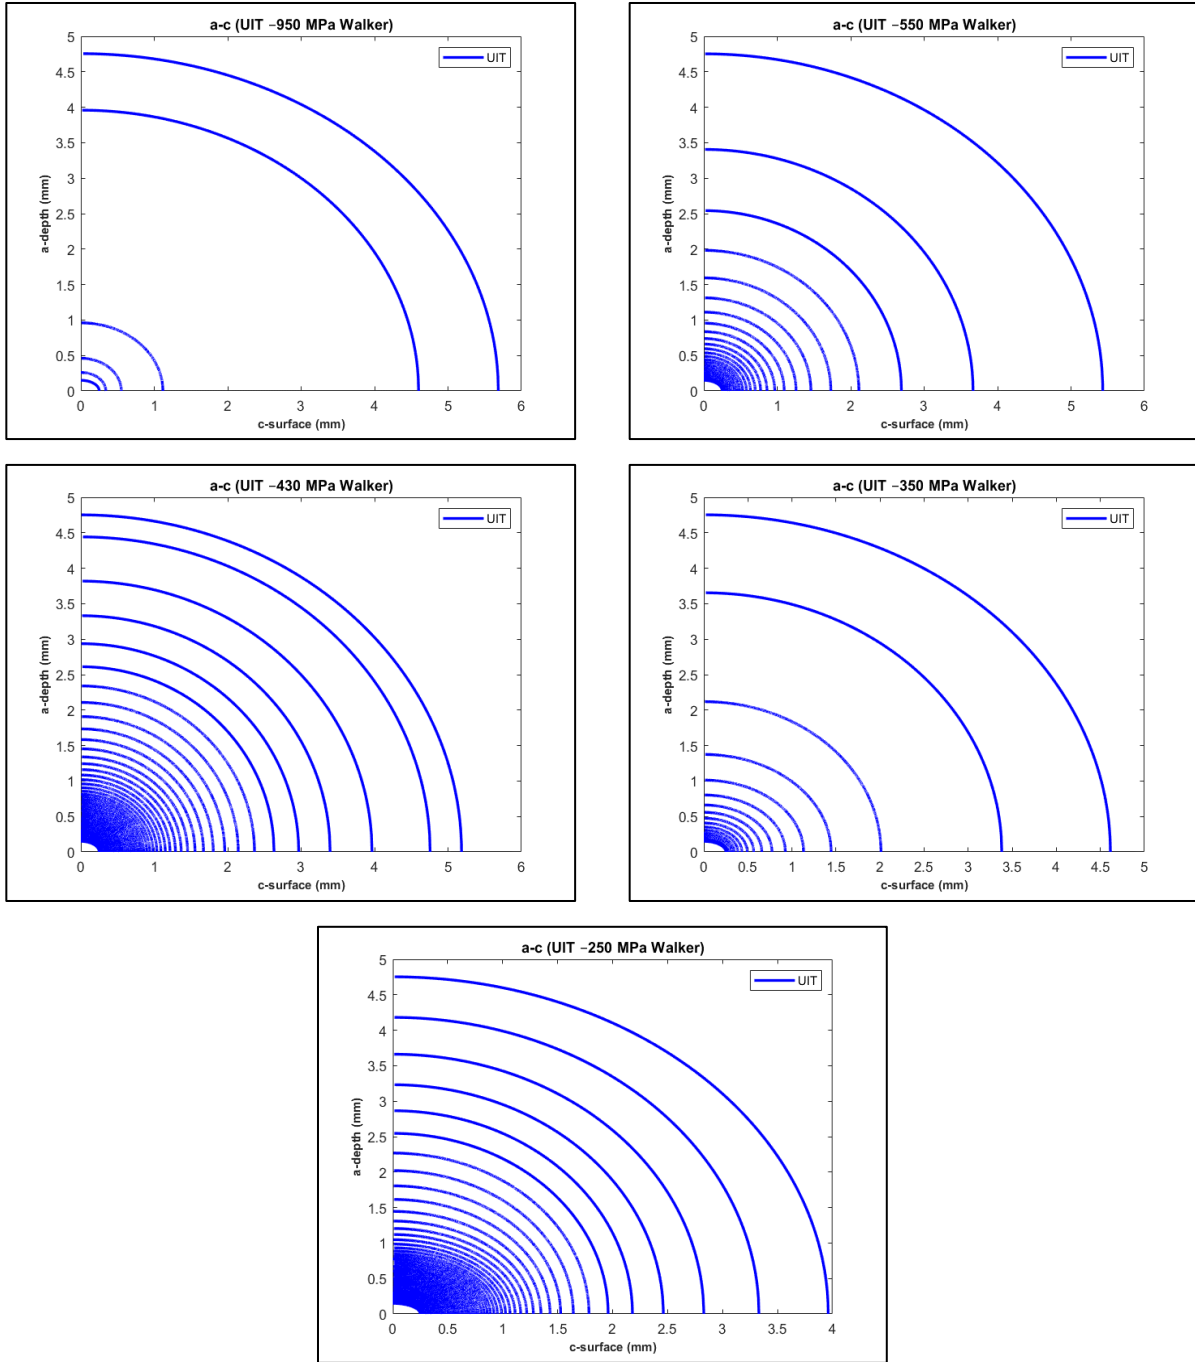 a-c (UIT −950 MPa Walker)
UIT
5
4.5
4
3.5
3
2.5
2
1.5
1
0.5
0
a-depth (mm)
0 1 2 3 4 5 6
c-surface (mm)
a-c (UIT −550 MPa Walker)
UIT
5
4.5
4
3.5
3
2.5
2
1.5
1
0.5
0
a-depth (mm)
0 1 2 3 4 5 6
c-surface (mm)
a-c (UIT −430 MPa Walker)
UIT
5
4.5
4
3.5
3
2.5
2
1.5
1
0.5
0
a-depth (mm)
0 1 2 3 4 5 6
c-surface (mm)
a-c (UIT −350 MPa Walker)
UIT
5
4.5
4
3.5
3
2.5
2
1.5
1
0.5
0
a-depth (mm)
0 0.5 1 1.5 2 2.5 3 3.5 4 4.5 5
c-surface (mm)
a-c (UIT −250 MPa Walker)
UIT
5
4.5
4
3.5
3
2.5
2
1.5
1
0.5
0
a-depth (mm)
0 0.5 1 1.5 2 2.5 3 3.5 4
c-surface (mm)